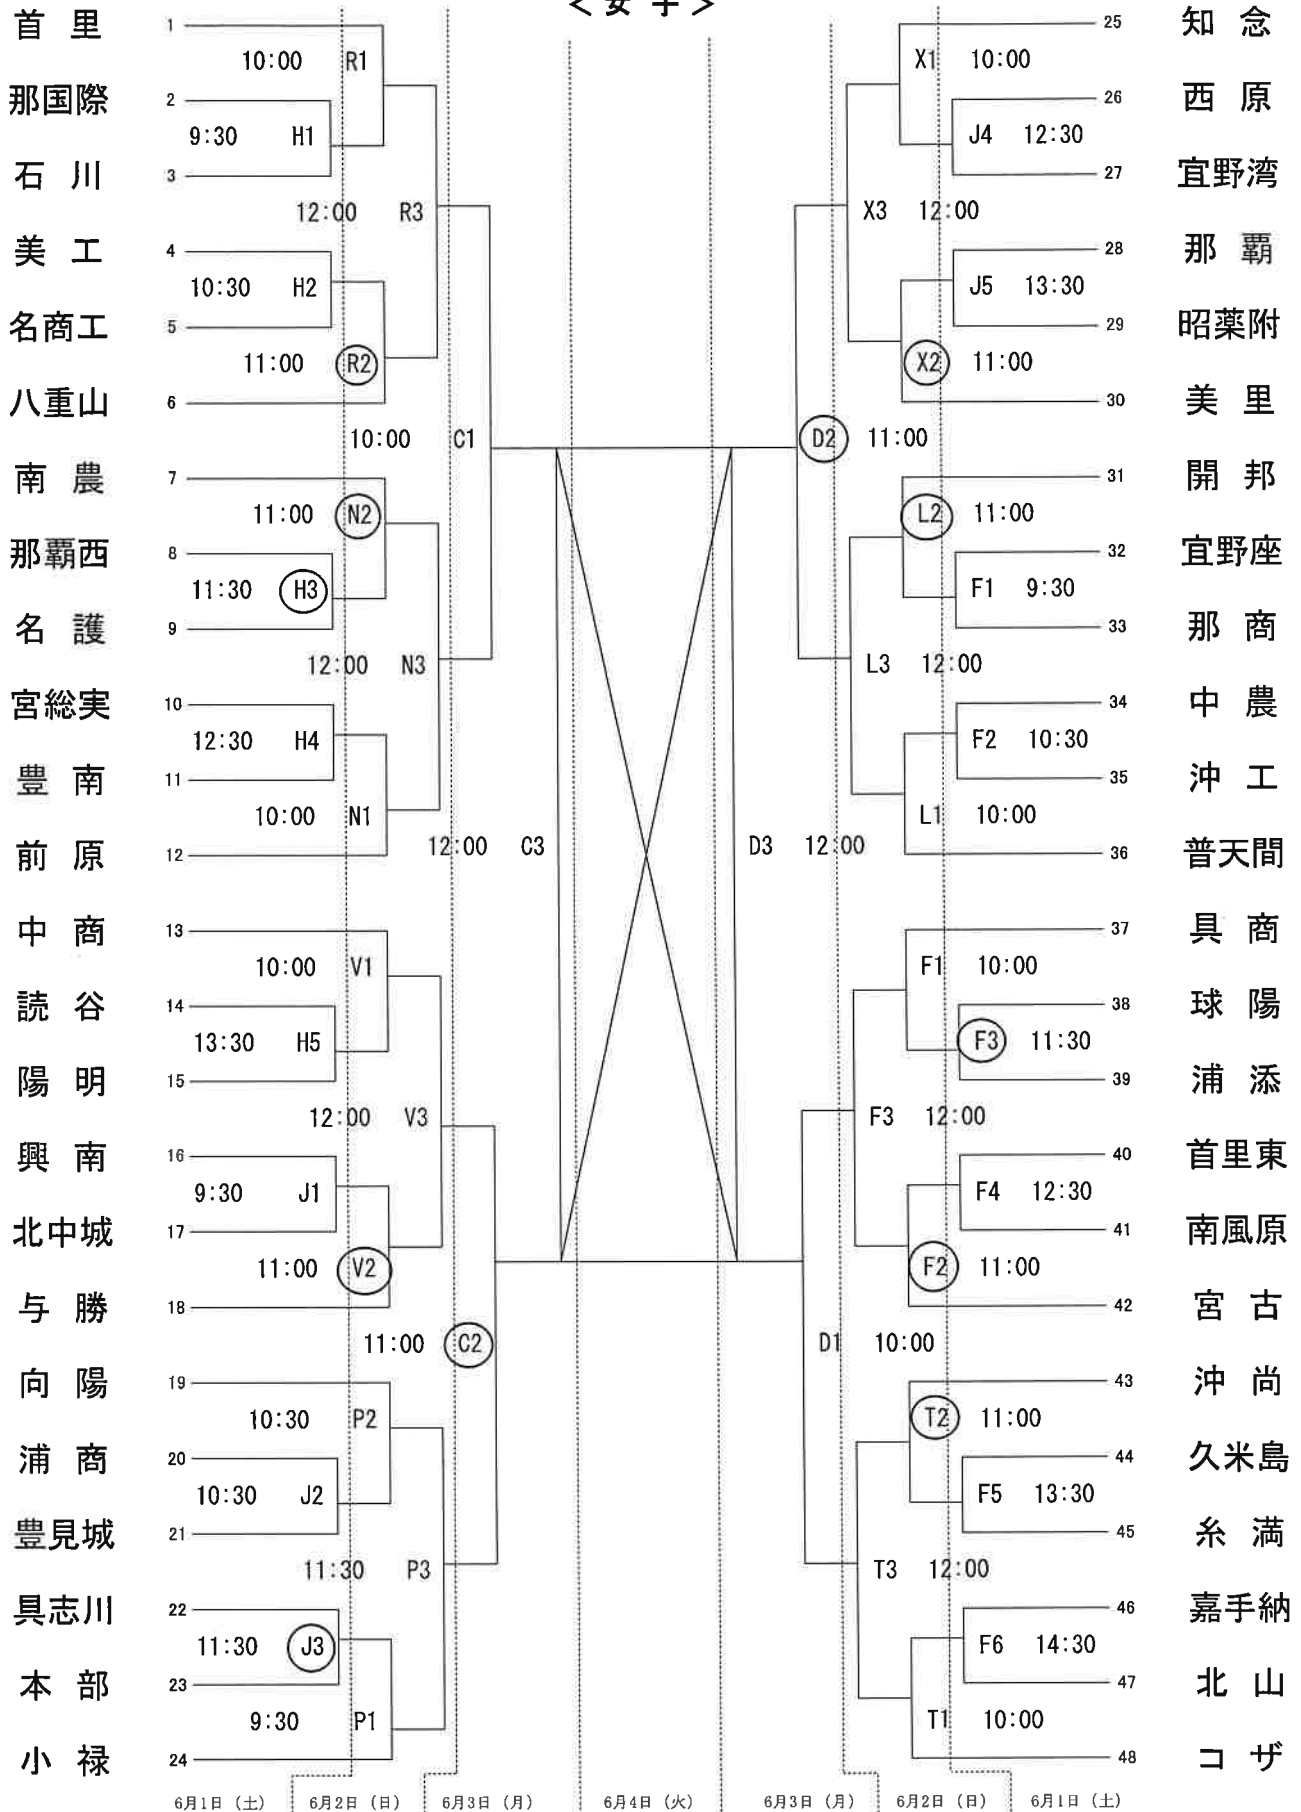 <女子>
首里 1
10:00 R1
那国際 2
9:30 H1
石川 3
12:00 R3
美工 4
10:30 H2
名商工 5
11:00 R2
八重山 6
10:00 C1
南農 7
11:00 N2
那覇西 8
11:30 H3
名護 9
12:00 N3
宮総実 10
12:30 H4
豊南 11
10:00 N1
12:00 C3
前原 12
中商 13
10:00 V1
読谷 14
13:30 H5
陽明 15
12:00 V3
興南 16
9:30 J1
北中城 17
11:00 V2
与勝 18
11:00 C2
向陽 19
10:30 P2
浦商 20
10:30 J2
豊見城 21
11:30 P3
具志川 22
11:30 J3
本部 23
9:30 P1
小禄 24
25 知念
X1 10:00
26 西原
J4 12:30
27 宜野湾
X3 12:00
28 那覇
J5 13:30
29 昭薬附
X2 11:00
30 美里
D2 11:00
31 開邦
L2 11:00
32 宜野座
F1 9:30
33 那商
L3 12:00
34 中農
F2 10:30
35 沖工
L1 10:00
D3 12:00
36 普天間
37 具商
F1 10:00
38 球陽
F3 11:30
39 浦添
F3 12:00
40 首里東
F4 12:30
41 南風原
F2 11:00
42 宮古
D1 10:00
43 沖尚
T2 11:00
44 久米島
F5 13:30
45 糸満
T3 12:00
46 嘉手納
F6 14:30
47 北山
T1 10:00
48 コザ
6月1日（土） 6月2日（日） 6月3日（月） 6月4日（火） 6月3日（月） 6月2日（日） 6月1日（土）